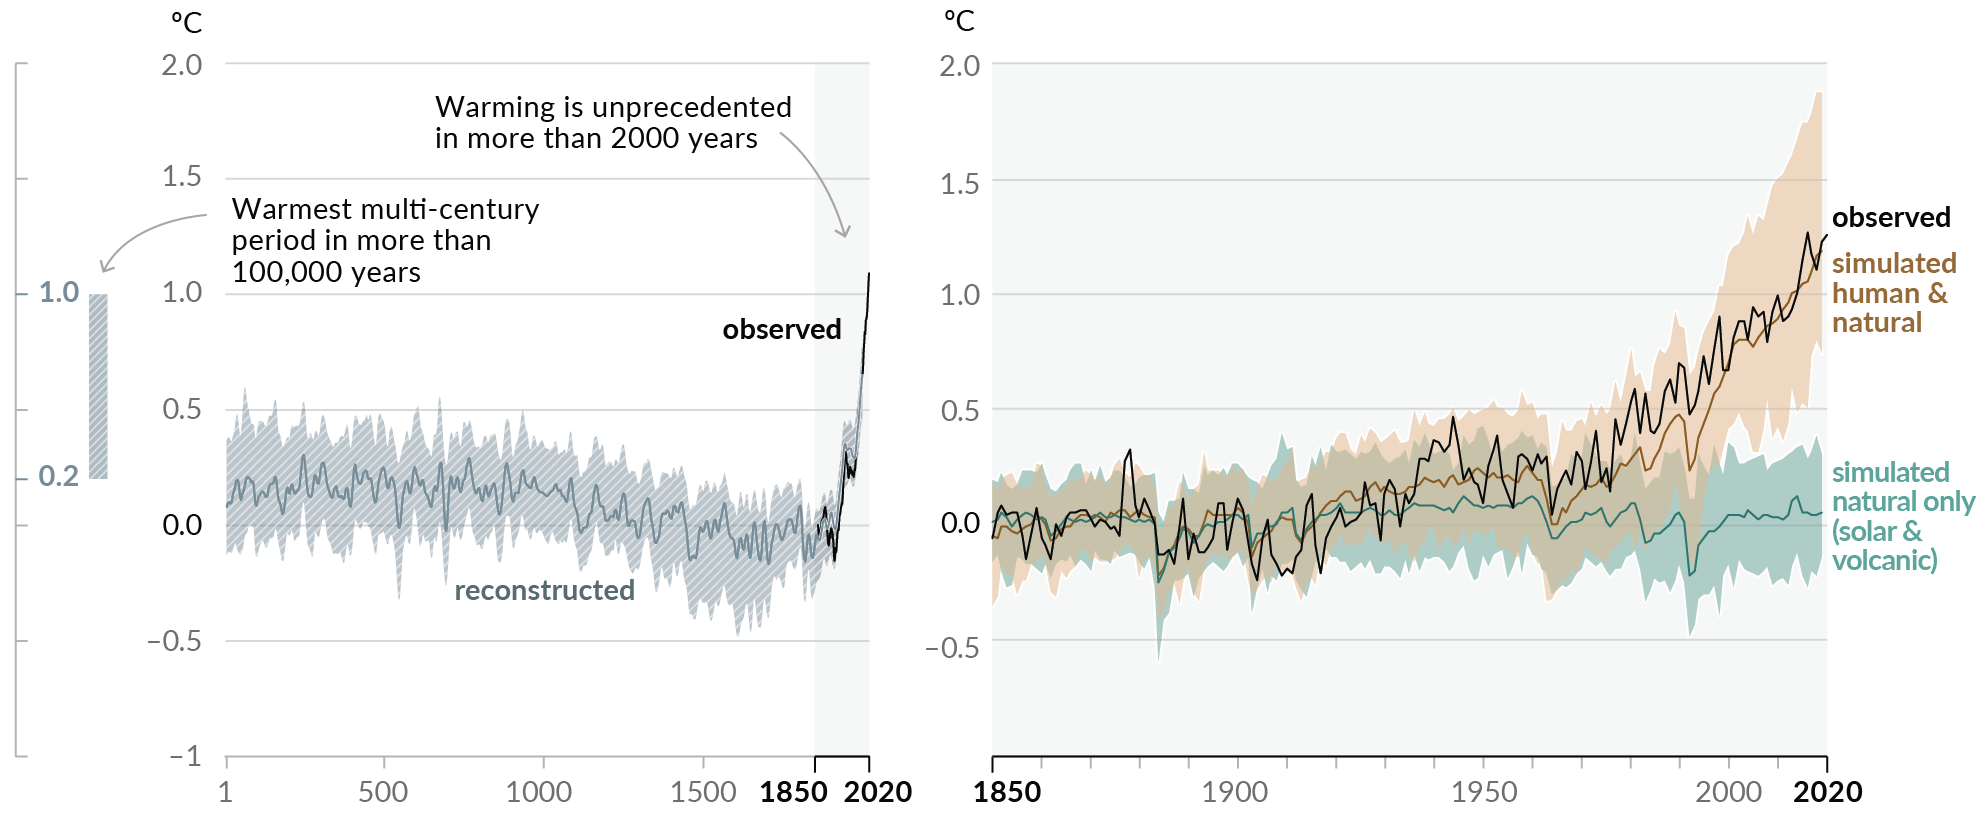 ºC
2.0
Warming is unprecedented
in more than 2000 years
1.5
Warmest multi-century
period in more than
100,000 years
1.0
1.0
observed
0.5
0.2
0.0
reconstructed
−0.5
−1
1
500
1000
1500
1850
2020
ºC
2.0
1.5
observed
simulated
human &
natural
1.0
0.5
simulated
natural only
(solar &
volcanic)
0.0
−0.5
1850
1900
1950
2000
2020